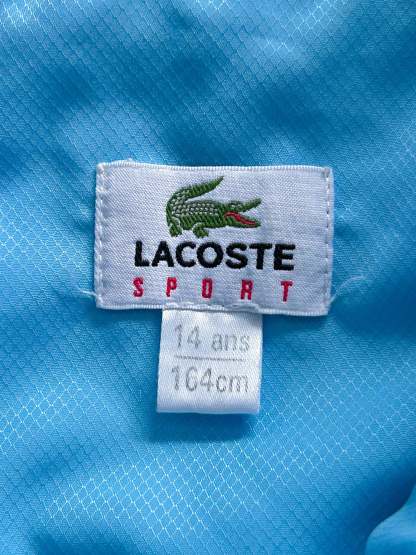 LACOSTE
SPORT
14 ans
164cm